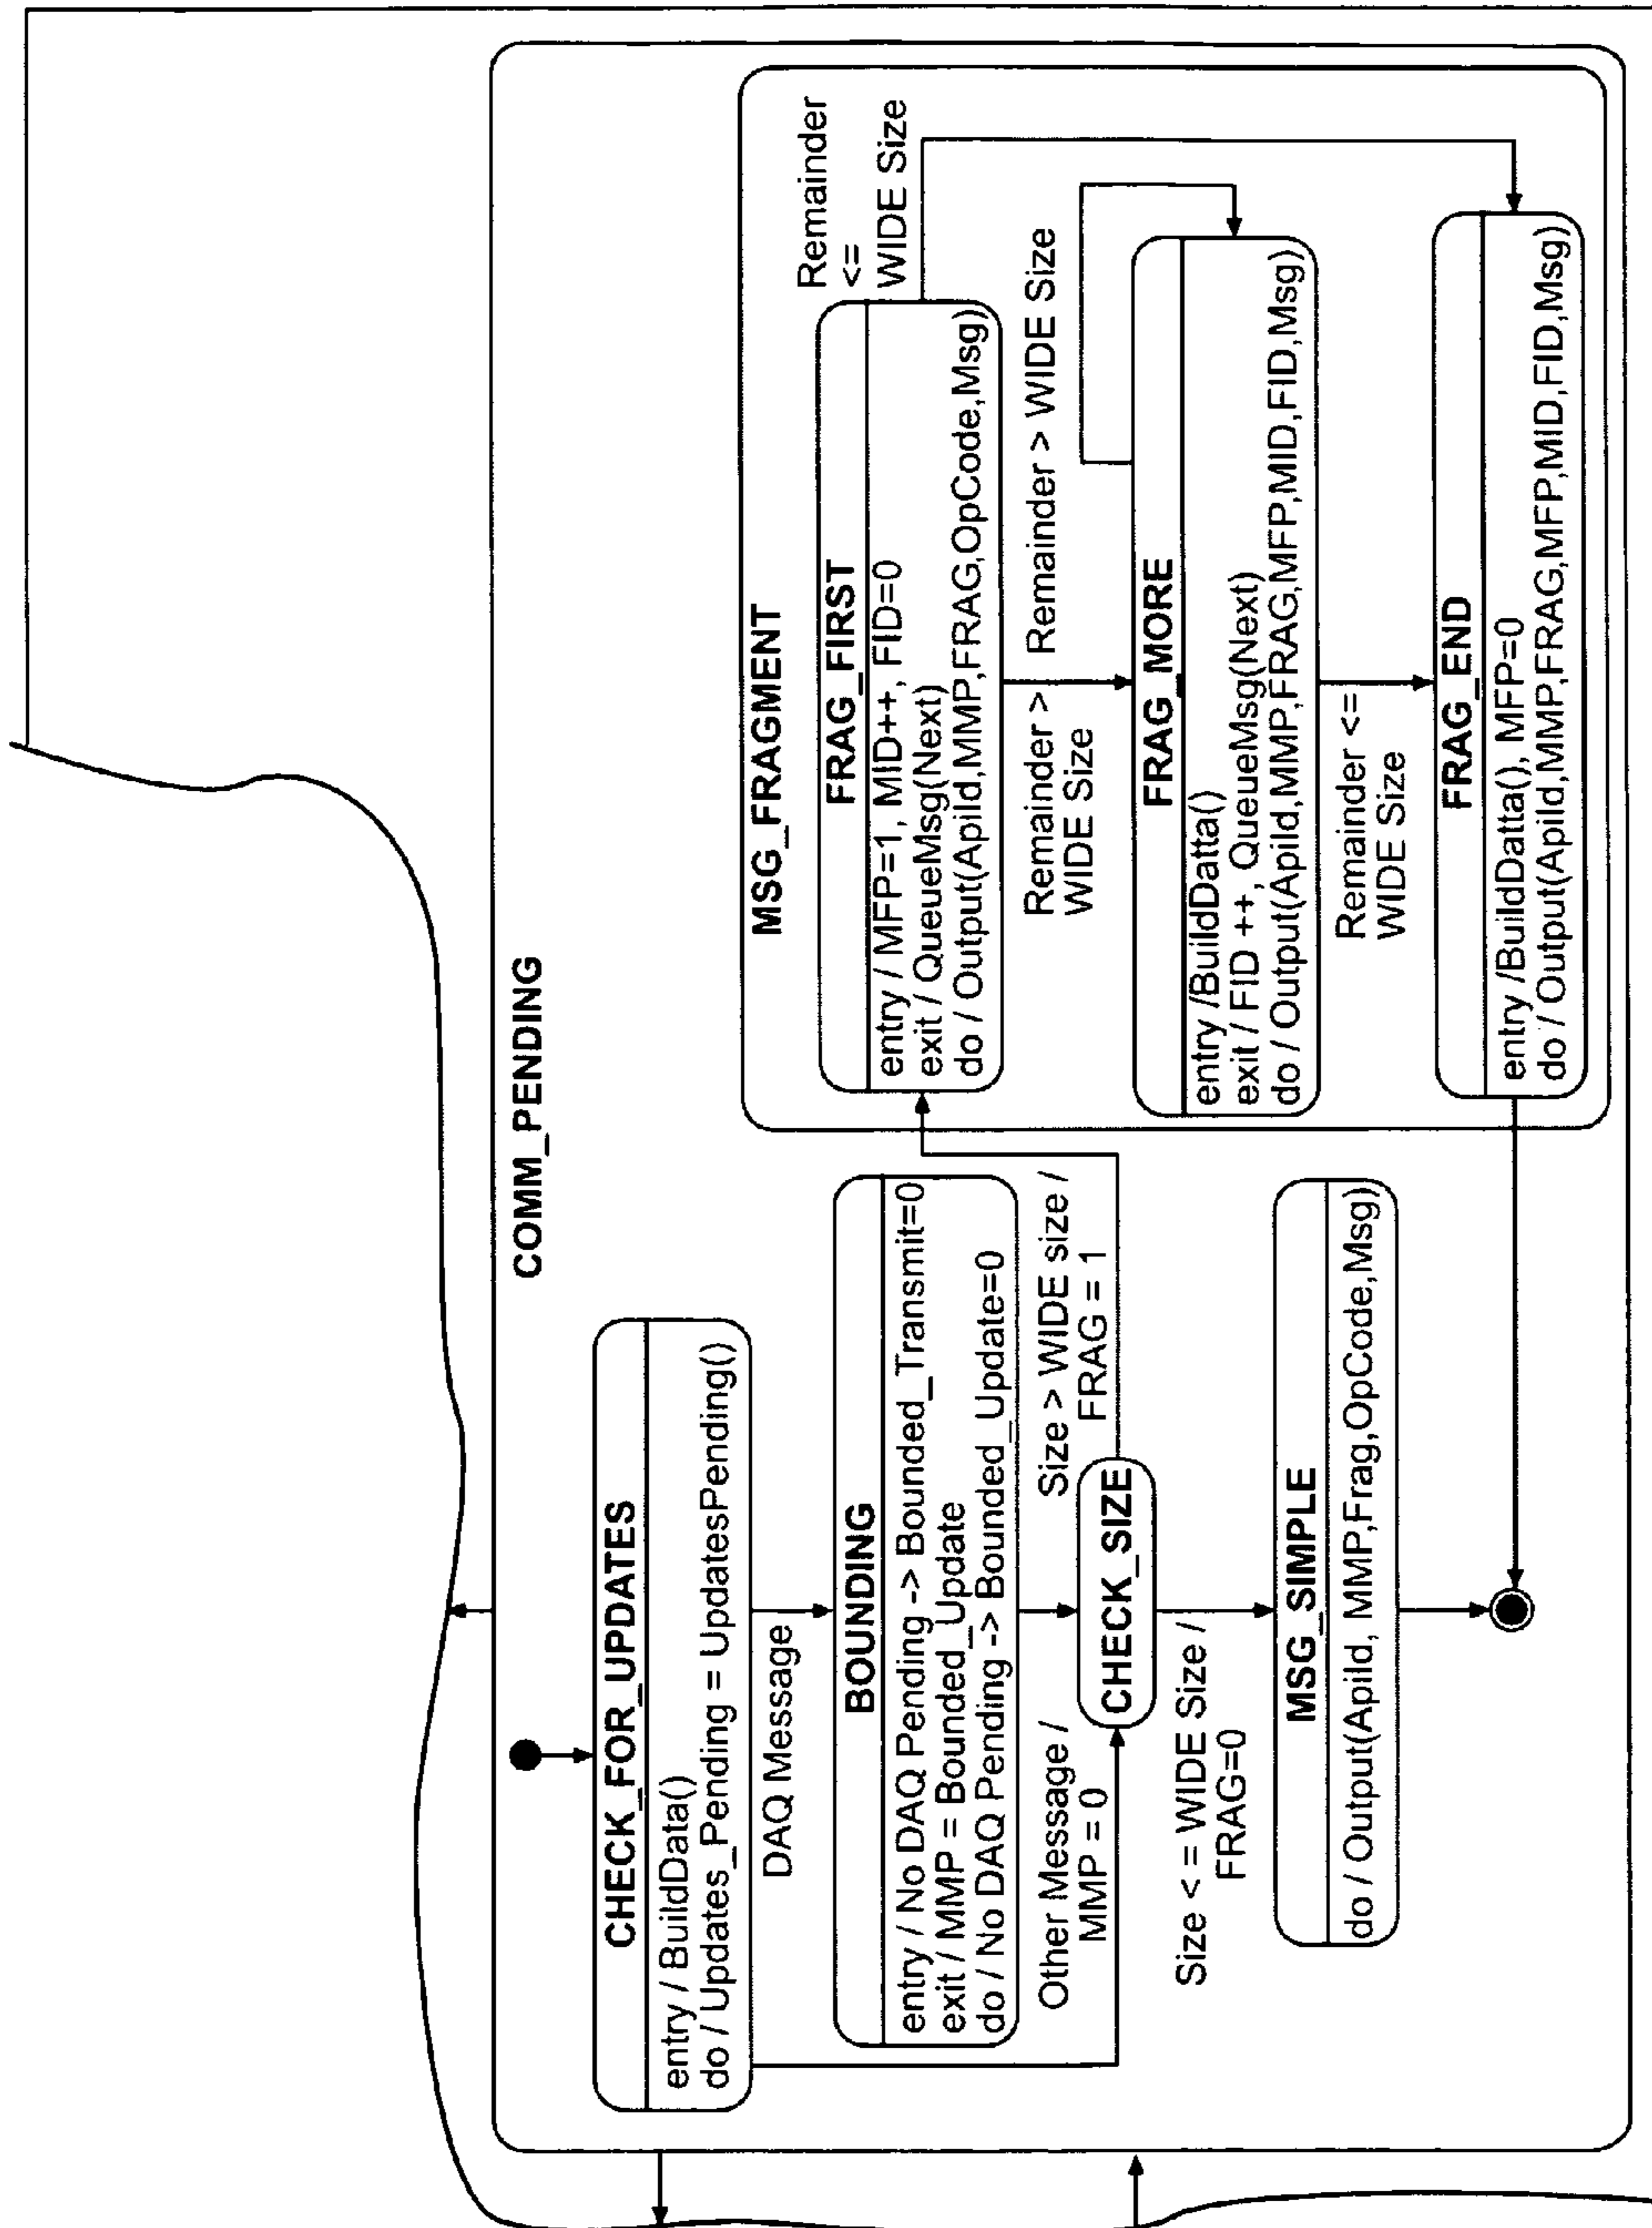 COMM_PENDING
CHECK_FOR_UPDATES
entry / BuildData()
do / Updates_Pending = UpdatesPending()
DAQ Message
BOUNDING
entry / No DAQ Pending -> Bounded_Transmit=0
exit / MMP = Bounded_Update
do / No DAQ Pending -> Bounded_Update=0
Other Message /
MMP = 0
Size > WIDE size /
FRAG = 1
CHECK_SIZE
Size < = WIDE Size /
FRAG=0
MSG_SIMPLE
do / Output(ApiId, MMP,Frag,OpCode,Msg)
MSG_FRAGMENT
FRAG_FIRST
entry / MFP=1, MID++, FID=0
exit / QueueMsg(Next)
do / Output(ApiId,MMP,FRAG,OpCode,Msg)
Remainder
<=
WIDE Size
Remainder >
WIDE Size
Remainder > WIDE Size
FRAG_MORE
entry /BuildDatta()
exit / FID ++, QueueMsg(Next)
do / Output(ApiId,MMP,FRAG,MFP,MID,FID,Msg)
Remainder <=
WIDE Size
FRAG_END
entry /BuildDatta(), MFP=0
do / Output(ApiId,MMP,FRAG,MFP,MID,FID,Msg)